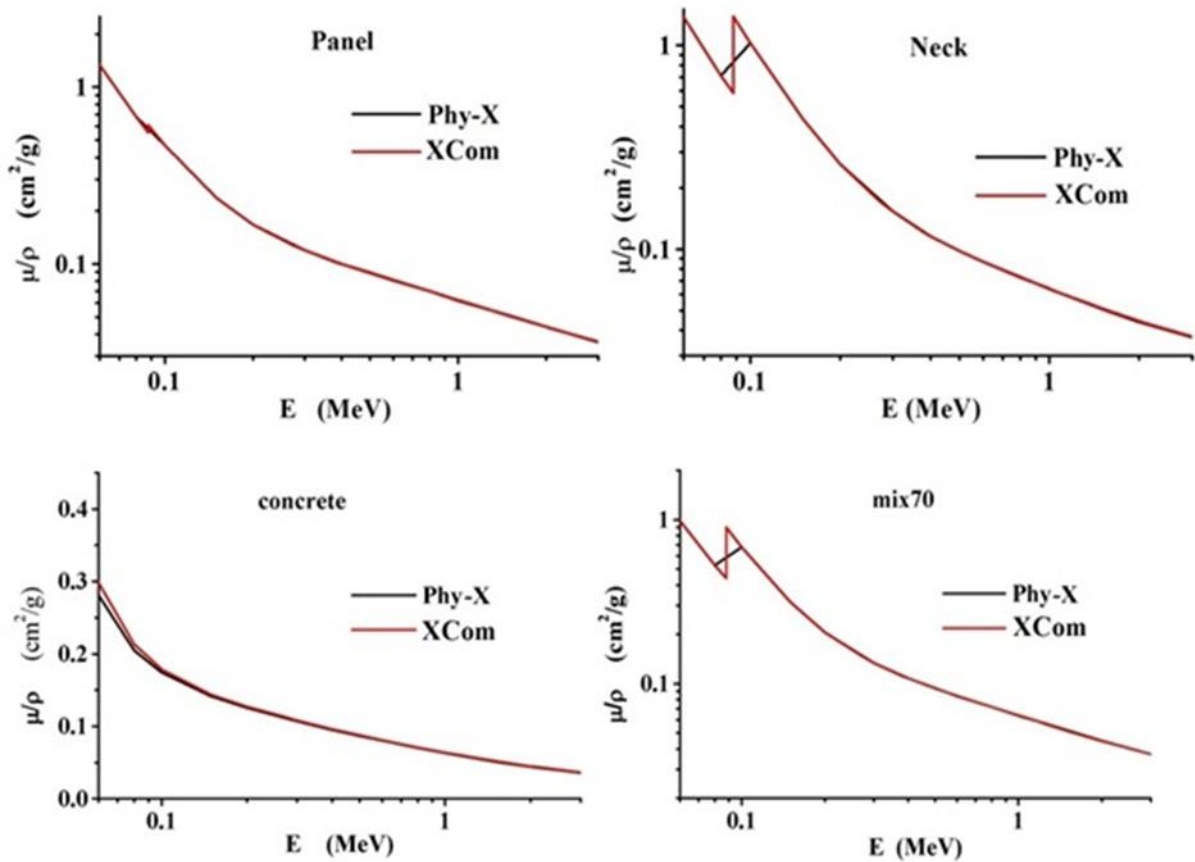 Panel
Phy-X
XCom
1
0.1
0.1
1
μ/ρ (cm²/g)
E (MeV)
Neck
Phy-X
XCom
1
0.1
0.1
1
μ/ρ (cm²/g)
E (MeV)
concrete
Phy-X
XCom
0.4
0.3
0.2
0.1
0.0
0.1
1
μ/ρ (cm²/g)
E (MeV)
mix70
Phy-X
XCom
1
0.1
0.1
1
μ/ρ (cm²/g)
E (MeV)